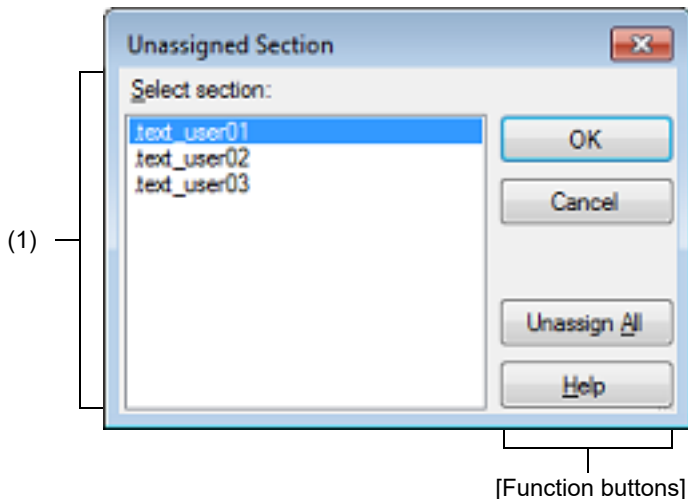 Unassigned Section
Select section:
.text_user01
.text_user02
.text_user03
OK
Cancel
Unassign All
Help
(1)
[Function buttons]